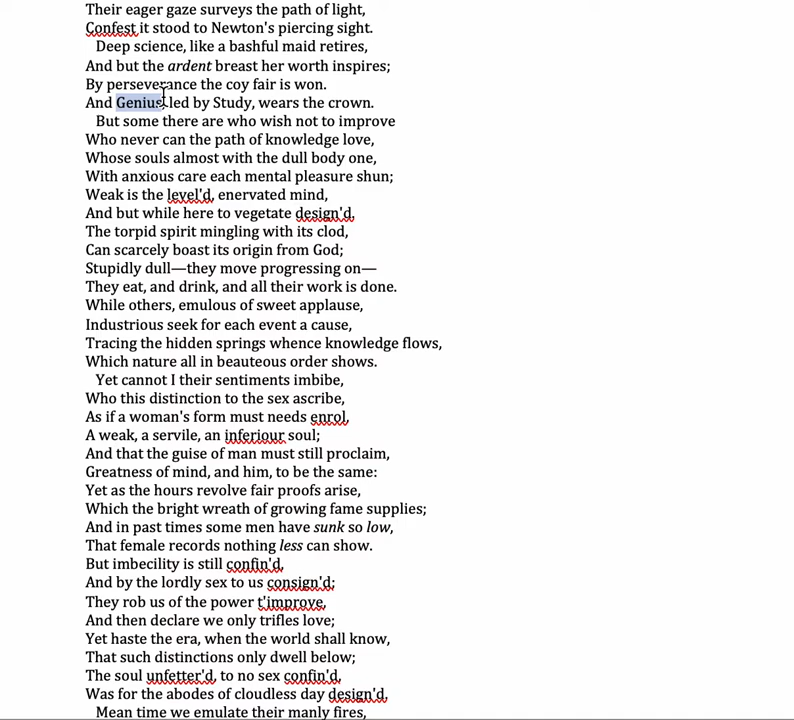 Their eager gaze surveys the path of light,
Confest it stood to Newton's piercing sight.
Deep science, like a bashful maid retires,
And but the ardent breast her worth inspires;
By perseverance the coy fair is won.
And Genius, led by Study, wears the crown.
But some there are who wish not to improve
Who never can the path of knowledge love,
Whose souls almost with the dull body one,
With anxious care each mental pleasure shun;
Weak is the level'd, enervated mind,
And but while here to vegetate design'd.
The torpid spirit mingling with its clod,
Can scarcely boast its origin from God;
Stupidly dull—they move progressing on—
They eat, and drink, and all their work is done.
While others, emulous of sweet applause,
Industrious seek for each event a cause,
Tracing the hidden springs whence knowledge flows,
Which nature all in beauteous order shows.
Yet cannot I their sentiments imbibe,
Who this distinction to the sex ascribe,
As if a woman's form must needs enrol,
A weak, a servile, an inferiour soul;
And that the guise of man must still proclaim,
Greatness of mind, and him, to be the same:
Yet as the hours revolve fair proofs arise,
Which the bright wreath of growing fame supplies;
And in past times some men have sunk so low,
That female records nothing less can show.
But imbecility is still confin'd,
And by the lordly sex to us consign'd;
They rob us of the power t'improve,
And then declare we only trifles love;
Yet haste the era, when the world shall know,
That such distinctions only dwell below;
The soul unfetter'd, to no sex confin'd,
Was for the abodes of cloudless day design'd.
Mean time we emulate their manly fires,